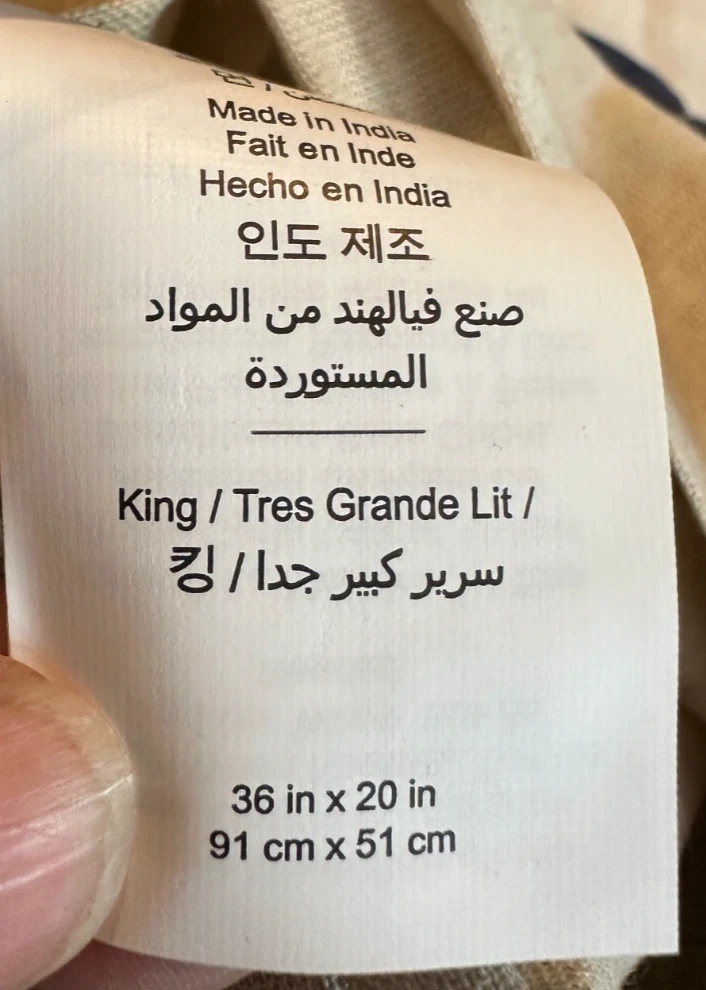 Made in India
Fait en Inde
Hecho en India
인도 제조
صنع فيالهند من المواد
المستوردة
King / Tres Grande Lit /
킹 / سرير كبير جدا
36 in x 20 in
91 cm x 51 cm